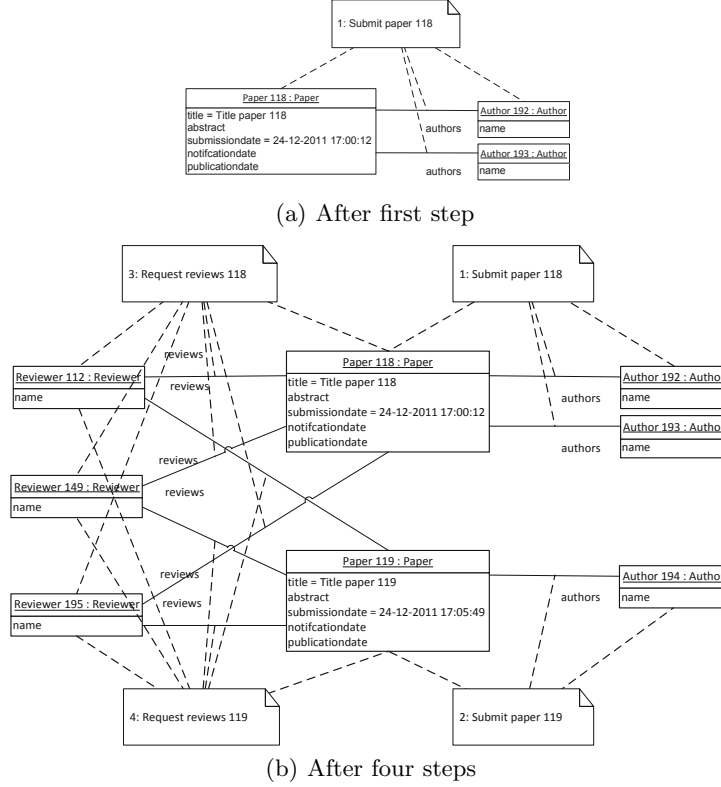 1: Submit paper 118
Paper 118 : Paper
title = Title paper 118
abstract
submissiondate = 24-12-2011 17:00:12
notifcationdate
publicationdate
authors
authors
Author 192 : Author
name
Author 193 : Author
name
(a) After first step
3: Request reviews 118
1: Submit paper 118
reviews
reviews
Reviewer 112 : Reviewer
name
Paper 118 : Paper
title = Title paper 118
abstract
submissiondate = 24-12-2011 17:00:12
notifcationdate
publicationdate
authors
authors
Author 192 : Autho
name
Author 193 : Autho
name
reviews
reviews
Reviewer 149 : Reviewer
name
Paper 119 : Paper
title = Title paper 119
abstract
submissiondate = 24-12-2011 17:05:49
notifcationdate
publicationdate
authors
Author 194 : Autho
name
reviews
reviews
Reviewer 195 : Reviewer
name
4: Request reviews 119
2: Submit paper 119
(b) After four steps